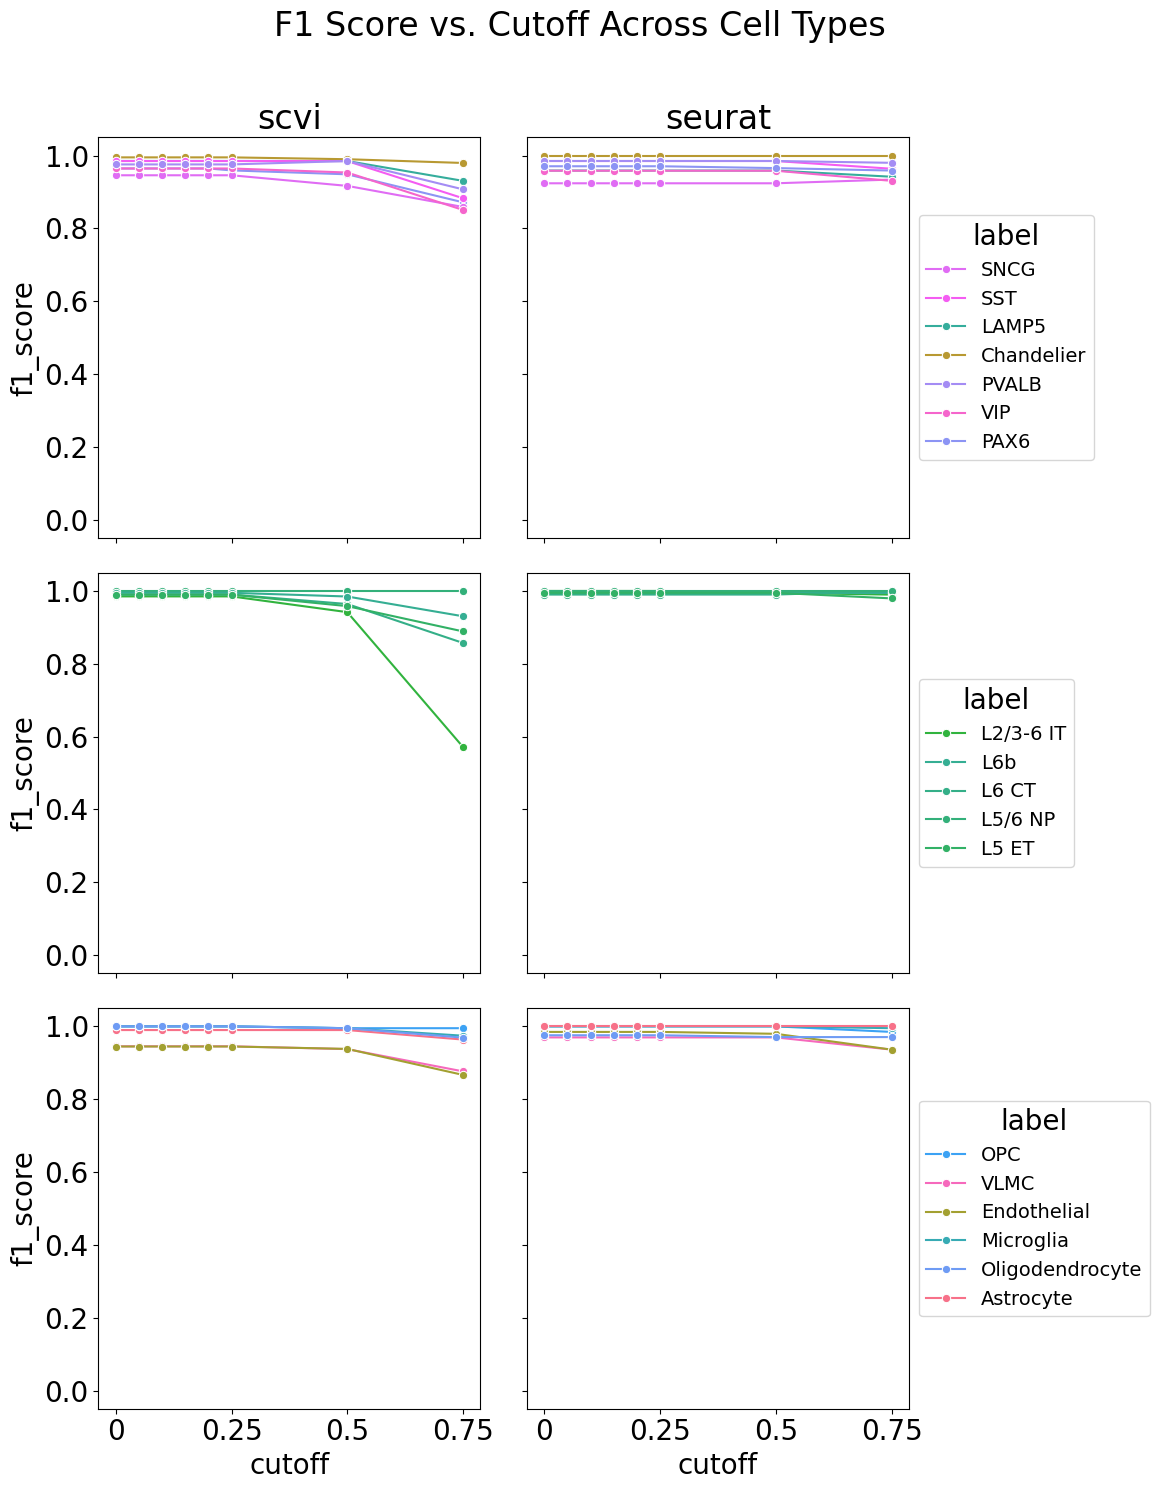 F1 Score vs. Cutoff Across Cell Types
scvi
seurat
1.0
0.8
0.6
0.4
0.2
0.0
f1_score
label
SNCG
SST
LAMP5
Chandelier
PVALB
VIP
PAX6
1.0
0.8
0.6
0.4
0.2
0.0
f1_score
label
L2/3-6 IT
L6b
L6 CT
L5/6 NP
L5 ET
1.0
0.8
0.6
0.4
0.2
0.0
f1_score
label
OPC
VLMC
Endothelial
Microglia
Oligodendrocyte
Astrocyte
0 0.25 0.5 0.75
cutoff
0 0.25 0.5 0.75
cutoff